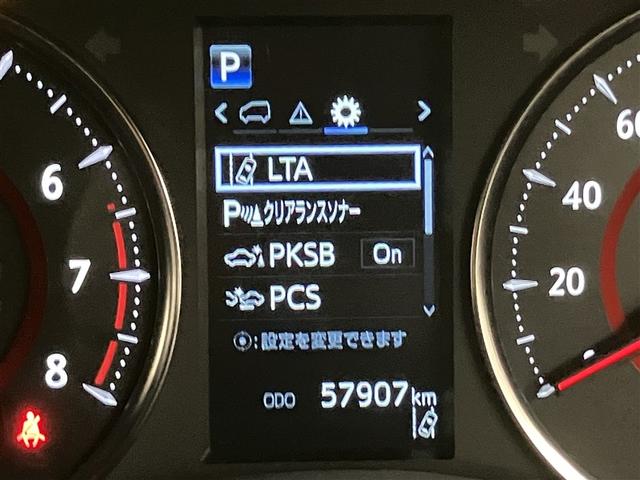 P
LTA
P クリアランスソナー
PKSB On
PCS
:設定を変更できます
ODO 57907 km
6
7
8
60
40
20